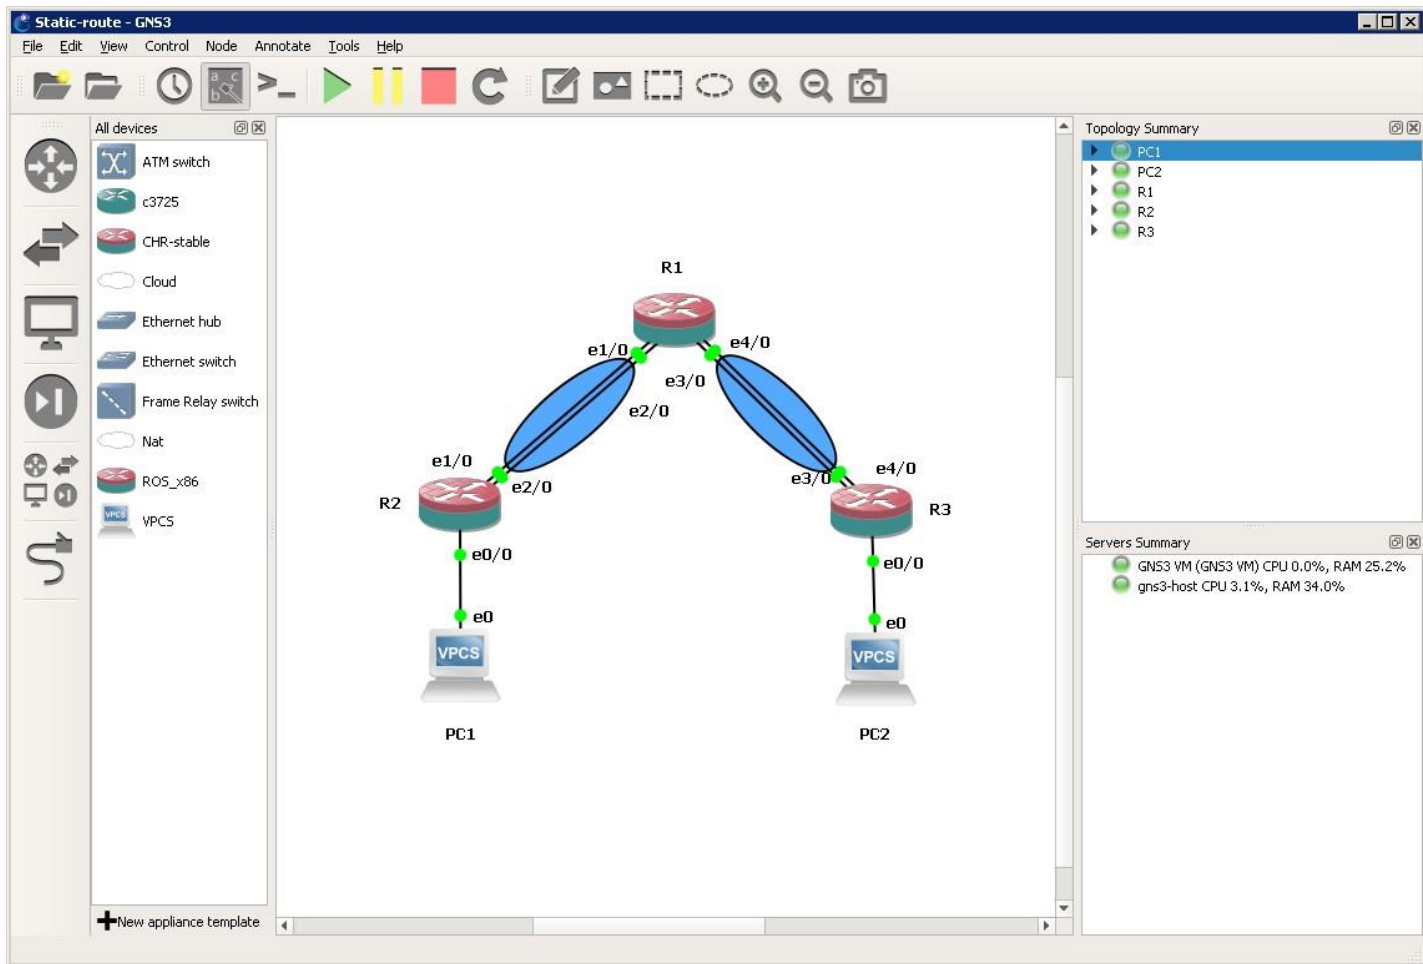 Static-route - GNS3
File Edit View Control Node Annotate Tools Help
All devices
ATM switch
c3725
CHR-stable
Cloud
Ethernet hub
Ethernet switch
Frame Relay switch
Nat
ROS_x86
VPCS
VPCS
New appliance template
R1
e1/0
e4/0
e3/0
e2/0
e1/0
e2/0
R2
e3/0
e4/0
R3
e0/0
e0/0
e0
e0
VPCS
VPCS
PC1
PC2
Topology Summary
PC1
PC2
R1
R2
R3
Servers Summary
GNS3 VM (GNS3 VM) CPU 0.0%, RAM 25.2%
gns3-host CPU 3.1%, RAM 34.0%